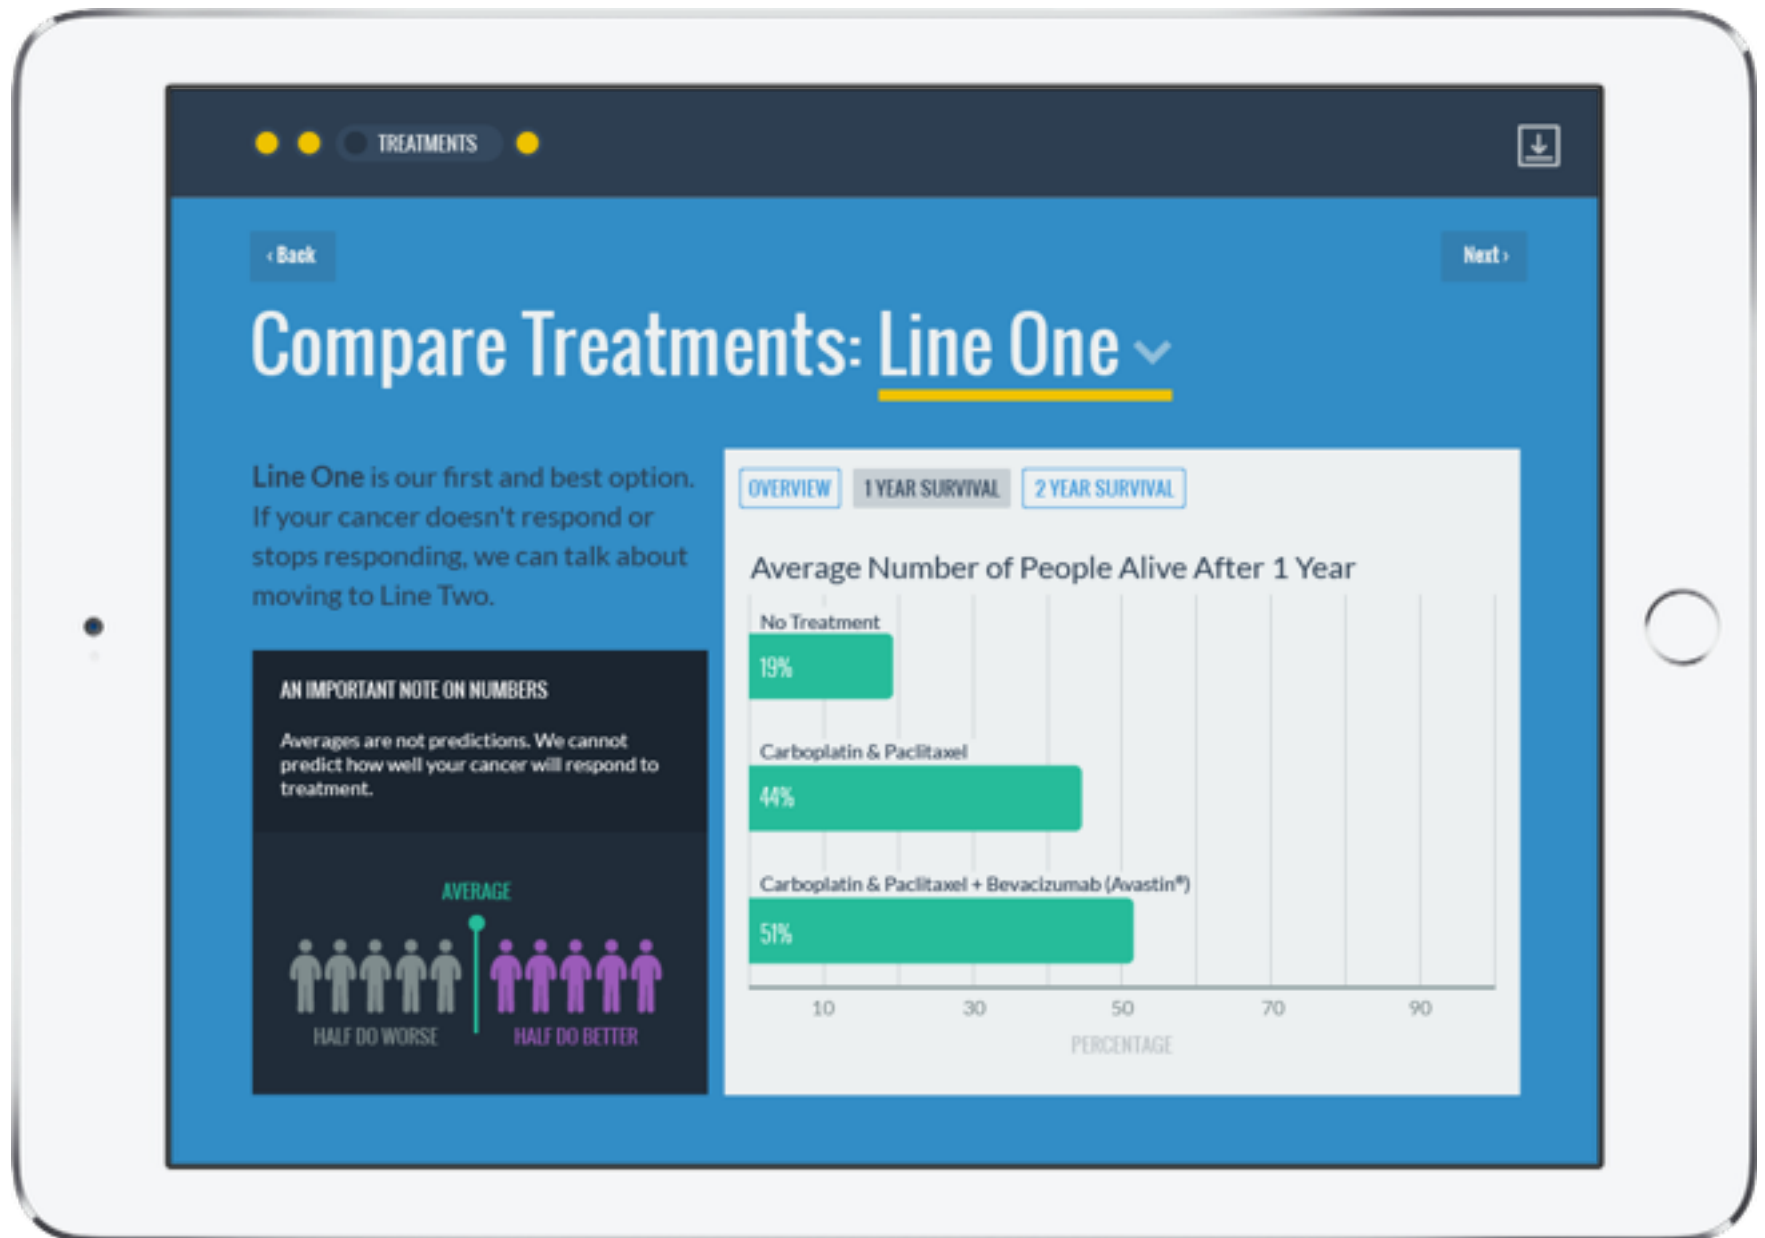 TREATMENTS
‹ Back
Next ›
Compare Treatments: Line One
Line One is our first and best option.
If your cancer doesn't respond or
stops responding, we can talk about
moving to Line Two.
AN IMPORTANT NOTE ON NUMBERS
Averages are not predictions. We cannot
predict how well your cancer will respond to
treatment.
AVERAGE
HALF DO WORSE
HALF DO BETTER
OVERVIEW
1 YEAR SURVIVAL
2 YEAR SURVIVAL
Average Number of People Alive After 1 Year
No Treatment
19%
Carboplatin & Paclitaxel
44%
Carboplatin & Paclitaxel + Bevacizumab (Avastin®)
51%
10 30 50 70 90
PERCENTAGE